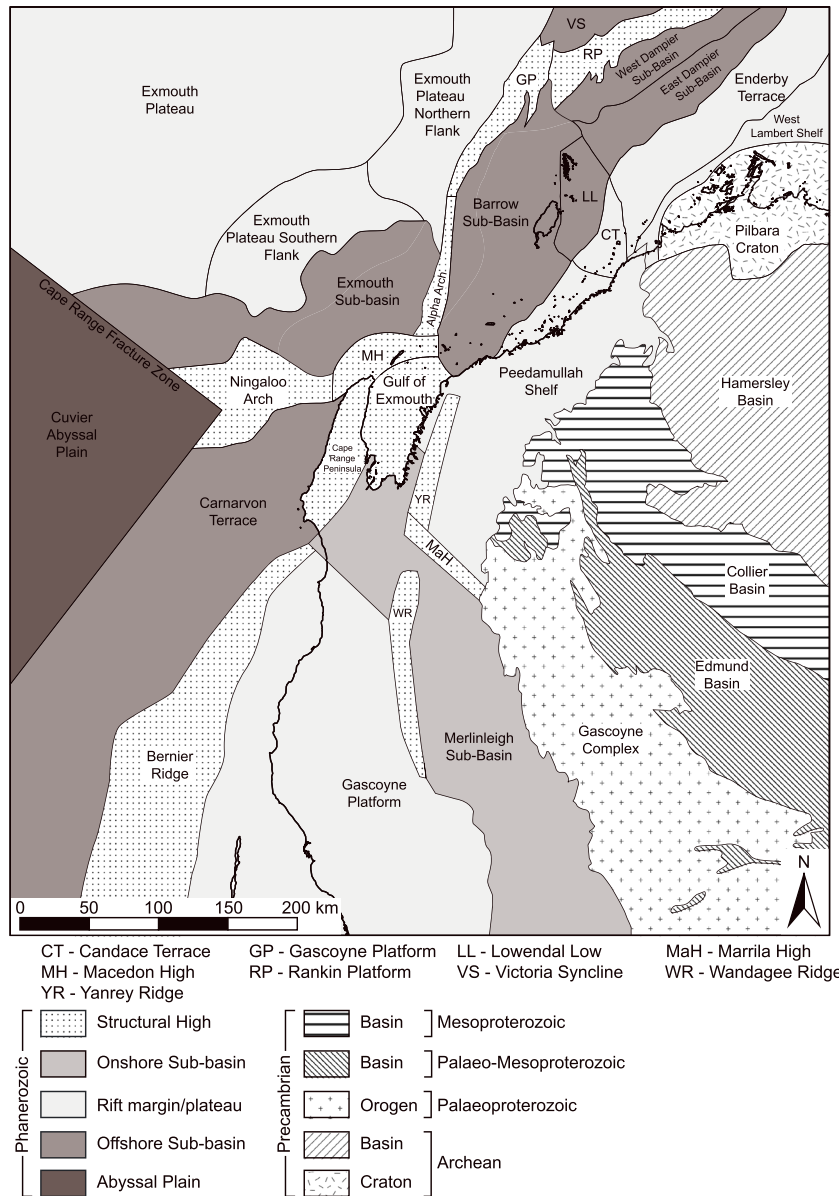 VS
RP
West Dampier
Sub-Basin
East Dampier
Sub-Basin
GP
Exmouth
Plateau
Exmouth
Plateau
Northern
Flank
Enderby
Terrace
West
Lambert Shelf
LL
Barrow
Sub-Basin
CT
Pilbara
Craton
Exmouth
Plateau Southern
Flank
Exmouth
Sub-basin
Alpha Arch.
Cape Range Fracture Zone
MH
Ningaloo
Arch
Gulf of
Exmouth
Peedamullah
Shelf
Hamersley
Basin
Cuvier
Abyssal
Plain
Cape
Range
Peninsula
Carnarvon
Terrace
YR
MaH
Collier
Basin
WR
Edmund
Basin
Merlinleigh
Sub-Basin
Gascoyne
Complex
Bernier
Ridge
Gascoyne
Platform
N
0 50 100 150 200 km
CT - Candace Terrace GP - Gascoyne Platform LL - Lowendal Low MaH - Marrila High
MH - Macedon High RP - Rankin Platform VS - Victoria Syncline WR - Wandagee Ridge
YR - Yanrey Ridge
Phanerozoic
Structural High
Onshore Sub-basin
Rift margin/plateau
Offshore Sub-basin
Abyssal Plain
Precambrian
Basin Mesoproterozoic
Basin Palaeo-Mesoproterozoic
Orogen Palaeoproterozoic
Basin
Craton
Archean